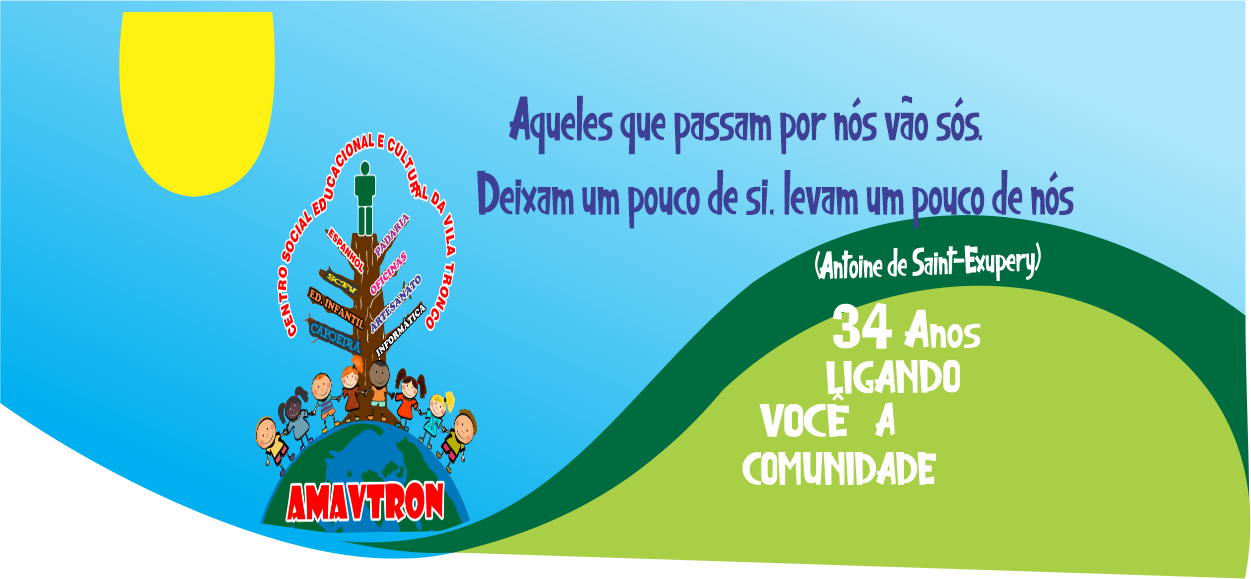 Aqueles que passam por nós vão sós.
Deixam um pouco de si, levam um pouco de nós
(Antoine de Saint-Exupery)
34 Anos
LIGANDO
VOCÊ A
COMUNIDADE
CENTRO SOCIAL EDUCACIONAL E CULTURAL DA VILA TRONCO
ESPANHOL
PADARIA
SCFV
OFICINAS
ED. INFANTIL
ARTESANATO
CAPOEIRA
INFORMÁTICA
AMAVTRON